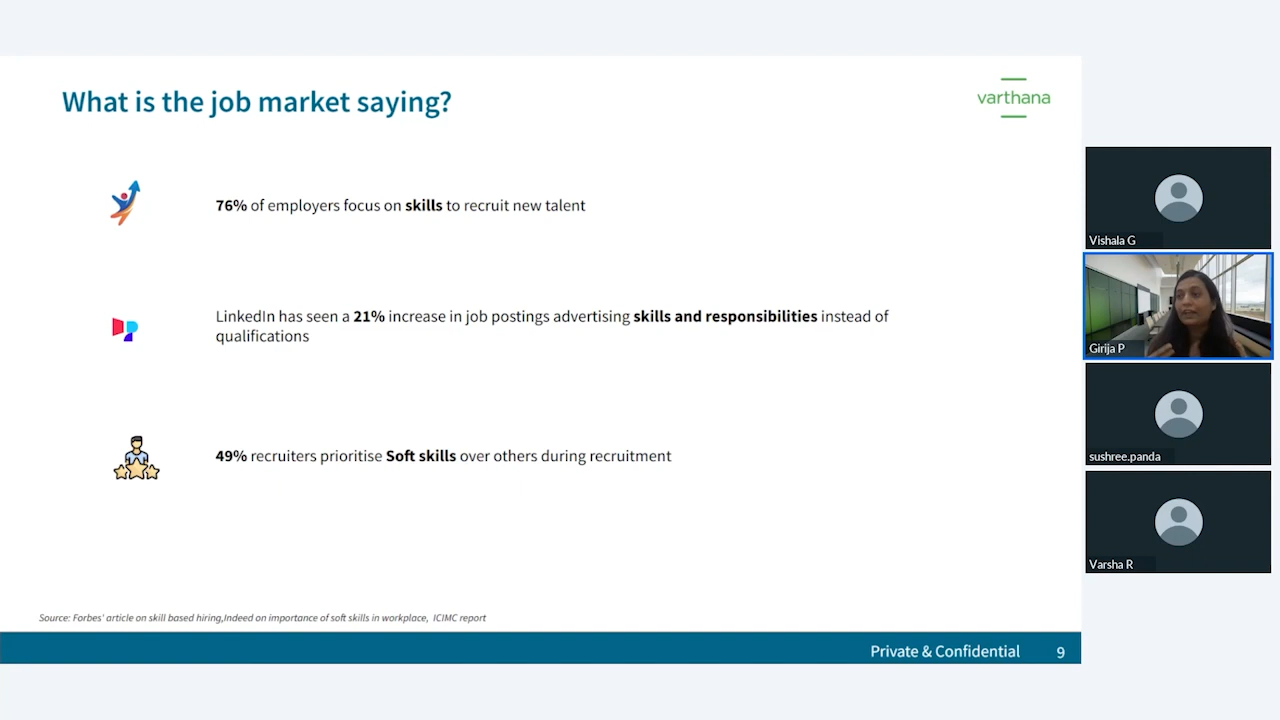 What is the job market saying?
varthana
76% of employers focus on skills to recruit new talent
LinkedIn has seen a 21% increase in job postings advertising skills and responsibilities instead of
qualifications
49% recruiters prioritise Soft skills over others during recruitment
Source: Forbes' article on skill based hiring,Indeed on importance of soft skills in workplace, ICIMC report
Private & Confidential 9
Vishala G
Girija P
sushree.panda
Varsha R